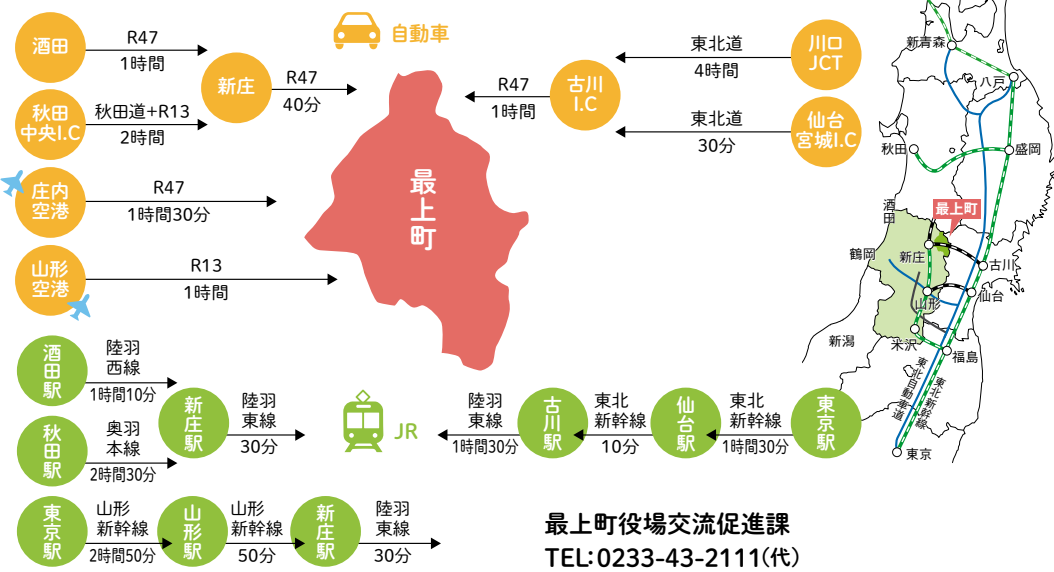 自動車
酒田
R47
1時間
秋田
中央I.C
秋田道+R13
2時間
新庄
R47
40分
庄内
空港
R47
1時間30分
山形
空港
R13
1時間
最上町
R47
1時間
古川
I.C
東北道
4時間
川口
JCT
東北道
30分
仙台
宮城I.C
酒田駅
陸羽
西線
1時間10分
秋田駅
奥羽
本線
2時間30分
新庄駅
陸羽
東線
30分
JR
陸羽
東線
1時間30分
古川駅
東北
新幹線
10分
仙台駅
東北
新幹線
1時間30分
東京駅
東京駅
山形
新幹線
2時間50分
山形駅
山形
新幹線
50分
新庄駅
陸羽
東線
30分
最上町役場交流促進課
TEL:0233-43-2111(代)
新青森
八戸
秋田
盛岡
酒田
最上町
鶴岡
新庄
古川
山形
仙台
新潟
米沢
福島
東北自動車道
東北新幹線
東京